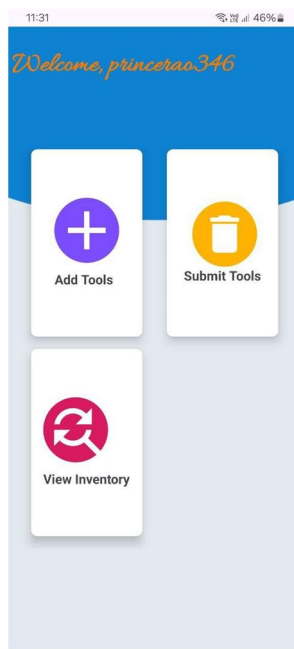 11:31 46%
Welcome, princerao346
Add Tools
Submit Tools
View Inventory